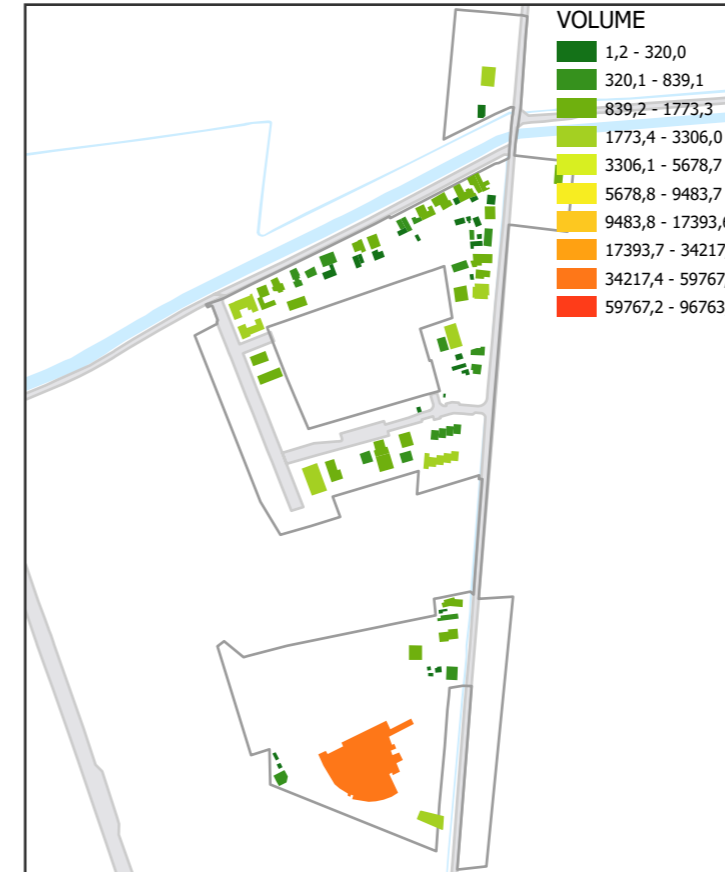 VOLUME
1,2 - 320,0
320,1 - 839,1
839,2 - 1773,3
1773,4 - 3306,0
3306,1 - 5678,7
5678,8 - 9483,7
9483,8 - 17393,6
17393,7 - 34217
34217,4 - 59767,
59767,2 - 96763